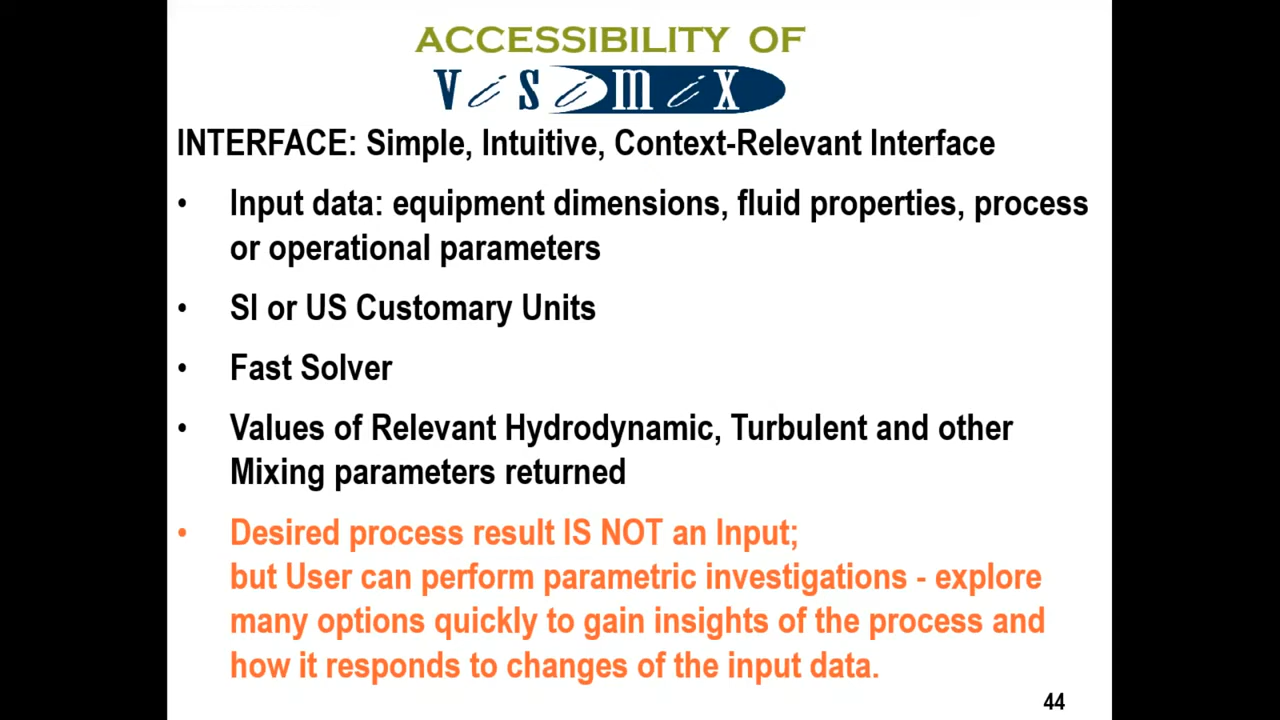 ACCESSIBILITY OF
ViSiMiX
INTERFACE: Simple, Intuitive, Context-Relevant Interface
• Input data: equipment dimensions, fluid properties, process
or operational parameters
• SI or US Customary Units
• Fast Solver
• Values of Relevant Hydrodynamic, Turbulent and other
Mixing parameters returned
• Desired process result IS NOT an Input;
but User can perform parametric investigations - explore
many options quickly to gain insights of the process and
how it responds to changes of the input data.
44